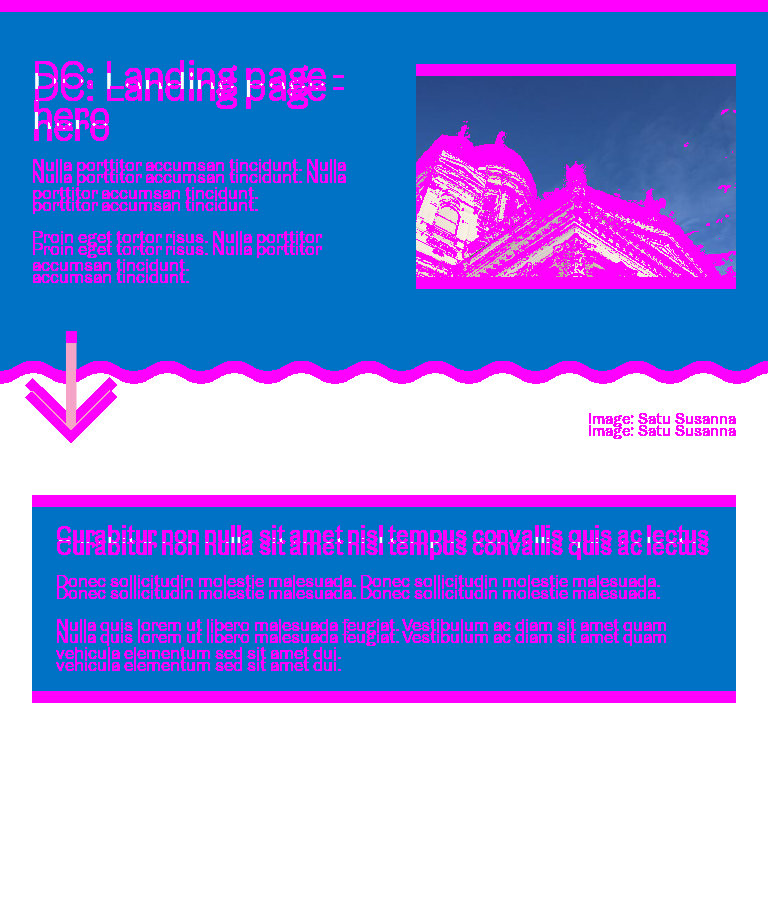 DC: Landing page -
hero
Nulla porttitor accumsan tincidunt. Nulla
porttitor accumsan tincidunt.
Proin eget tortor risus. Nulla porttitor
accumsan tincidunt.
Image: Satu Susanna
Curabitur non nulla sit amet nisl tempus convallis quis ac lectus
Donec sollicitudin molestie malesuada. Donec sollicitudin molestie malesuada.
Nulla quis lorem ut libero malesuada feugiat. Vestibulum ac diam sit amet quam
vehicula elementum sed sit amet dui.